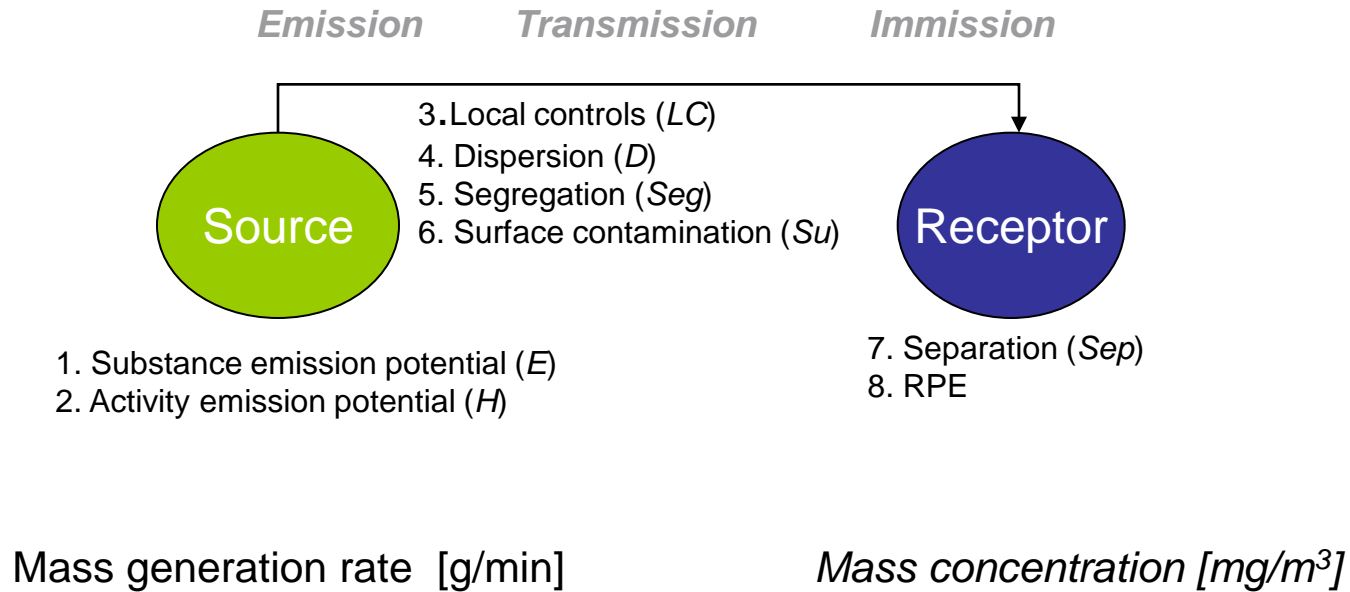 Emission Transmission Immission
3.Local controls (LC)
4. Dispersion (D)
5. Segregation (Seg)
6. Surface contamination (Su)
Source
Receptor
1. Substance emission potential (E)
2. Activity emission potential (H)
7. Separation (Sep)
8. RPE
Mass generation rate [g/min]
Mass concentration [mg/m³]